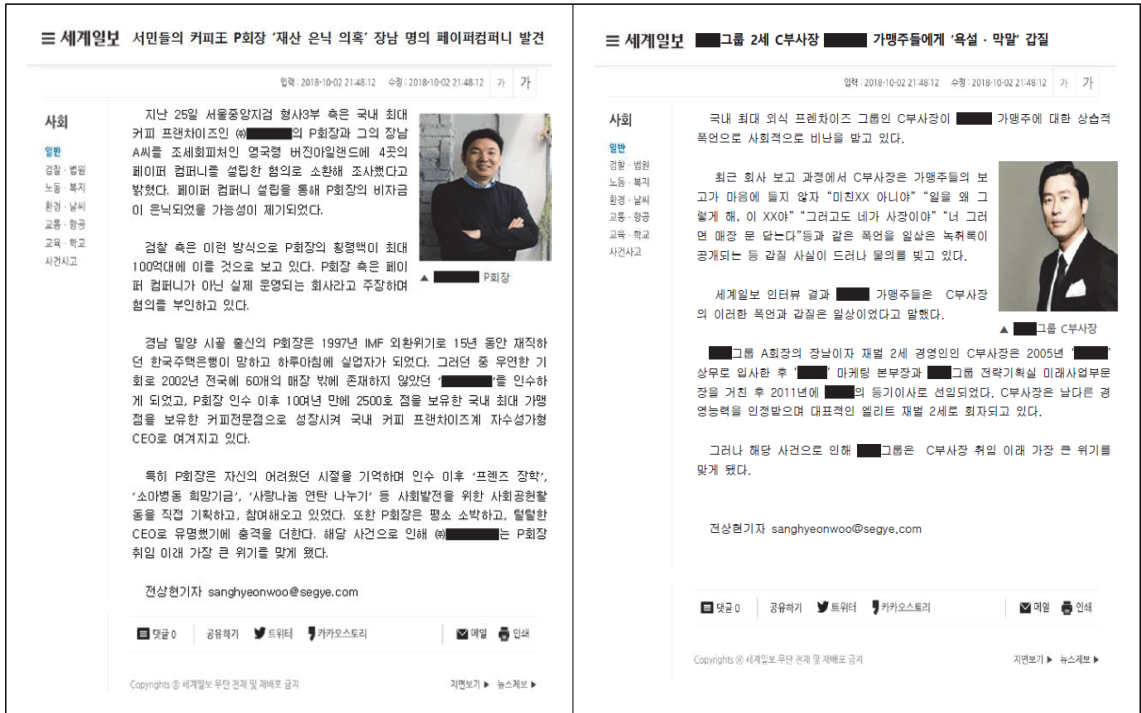 세계일보 서민들의 커피王 P회장 '재산 은닉 의혹' 장남 명의 페이퍼컴퍼니 발견
입력 : 2018-10-02 21:48:12 수정 : 2018-10-02 21:48:12 가 가
사회
일반
검찰 · 법원
노동 · 복지
환경 · 날씨
교통 · 항공
교육 · 학교
사건사고
지난 25일 서울중앙지검 형사3부 측은 국내 최대
커피 프랜차이즈인 ㈜의 P회장과 그의 장남
A씨를 조세회피처인 영국령 버진아일랜드에 4곳의
페이퍼 컴퍼니를 설립한 혐의로 소환해 조사했다고
밝혔다. 페이퍼 컴퍼니 설립을 통해 P회장의 비자금
이 은닉되었을 가능성이 제기되었다.
검찰 측은 이런 방식으로 P회장의 횡령액이 최대
100억대에 이를 것으로 보고 있다. P회장 측은 페이
퍼 컴퍼니가 아닌 실제 운영되는 회사라고 주장하며
혐의를 부인하고 있다.
▲ P회장
경남 밀양 시골 출신의 P회장은 1997년 IMF 외환위기로 15년 동안 재직하
던 한국주택은행이 망하고 하루아침에 실업자가 되었다. 그러던 중 우연한 기
회로 2002년 전국에 60개의 매장 밖에 존재하지 않았던 ' '를 인수하
게 되었고, P회장 인수 이후 10여년 만에 2500호 점을 보유한 국내 최대 가맹
점을 보유한 커피전문점으로 성장시켜 국내 커피 프랜차이즈계 자수성가형
CEO로 여겨지고 있다.
특히 P회장은 자신의 어려웠던 시절을 기억하며 인수 이후 '프렌즈 장학',
'소아병동 희망기금', '사랑나눔 연탄 나누기' 등 사회발전을 위한 사회공헌활
동을 직접 기획하고, 참여해오고 있었다. 또한 P회장은 평소 소박하고, 털털한
CEO로 유명했기에 충격을 더한다. 해당 사건으로 인해 ㈜는 P회장
취임 이래 가장 큰 위기를 맞게 됐다.
전상현기자 sanghyeonwoo@segye.com
댓글 0 공유하기 트위터 카카오스토리 메일 인쇄
Copyrights ⓒ 세계일보 무단 전재 및 재배포 금지 지면보기 ▶ 뉴스제보 ▶
세계일보 그룹 2세 C부사장 가맹주들에게 '욕설 · 막말' 갑질
입력 : 2018-10-02 21:48:12 수정 : 2018-10-02 21:48:12 가 가
사회
일반
검찰 · 법원
노동 · 복지
환경 · 날씨
교통 · 항공
교육 · 학교
사건사고
국내 최대 외식 프렌차이즈 그룹인 C부사장이 가맹주에 대한 상습적
폭언으로 사회적으로 비난을 받고 있다.
최근 회사 보고 과정에서 C부사장은 가맹주들의 보
고가 마음에 들지 않자 "미친XX 아니야" "일을 왜 그
렇게 해, 이 XX야" "그러고도 네가 사장이야" "너 그러
면 매장 문 닫는다"등과 같은 폭언을 일삼은 녹취록이
공개되는 등 갑질 사실이 드러나 물의를 빚고 있다.
세계일보 인터뷰 결과 가맹주들은 C부사장
의 이러한 폭언과 갑질은 일상이었다고 말했다.
▲ 그룹 C부사장
그룹 A회장의 장남이자 재벌 2세 경영인인 C부사장은 2005년 ' '
상무로 입사한 후 ' ' 마케팅 본부장과 그룹 전략기획실 미래사업부문
장을 거친 후 2011년에 의 등기이사로 선임되었다. C부사장은 남다른 경
영능력을 인정받으며 대표적인 엘리트 재벌 2세로 회자되고 있다.
그러나 해당 사건으로 인해 그룹은 C부사장 취임 이래 가장 큰 위기를
맞게 됐다.
전상현기자 sanghyeonwoo@segye.com
댓글 0 공유하기 트위터 카카오스토리 메일 인쇄
Copyrights ⓒ 세계일보 무단 전재 및 재배포 금지 지면보기 ▶ 뉴스제보 ▶